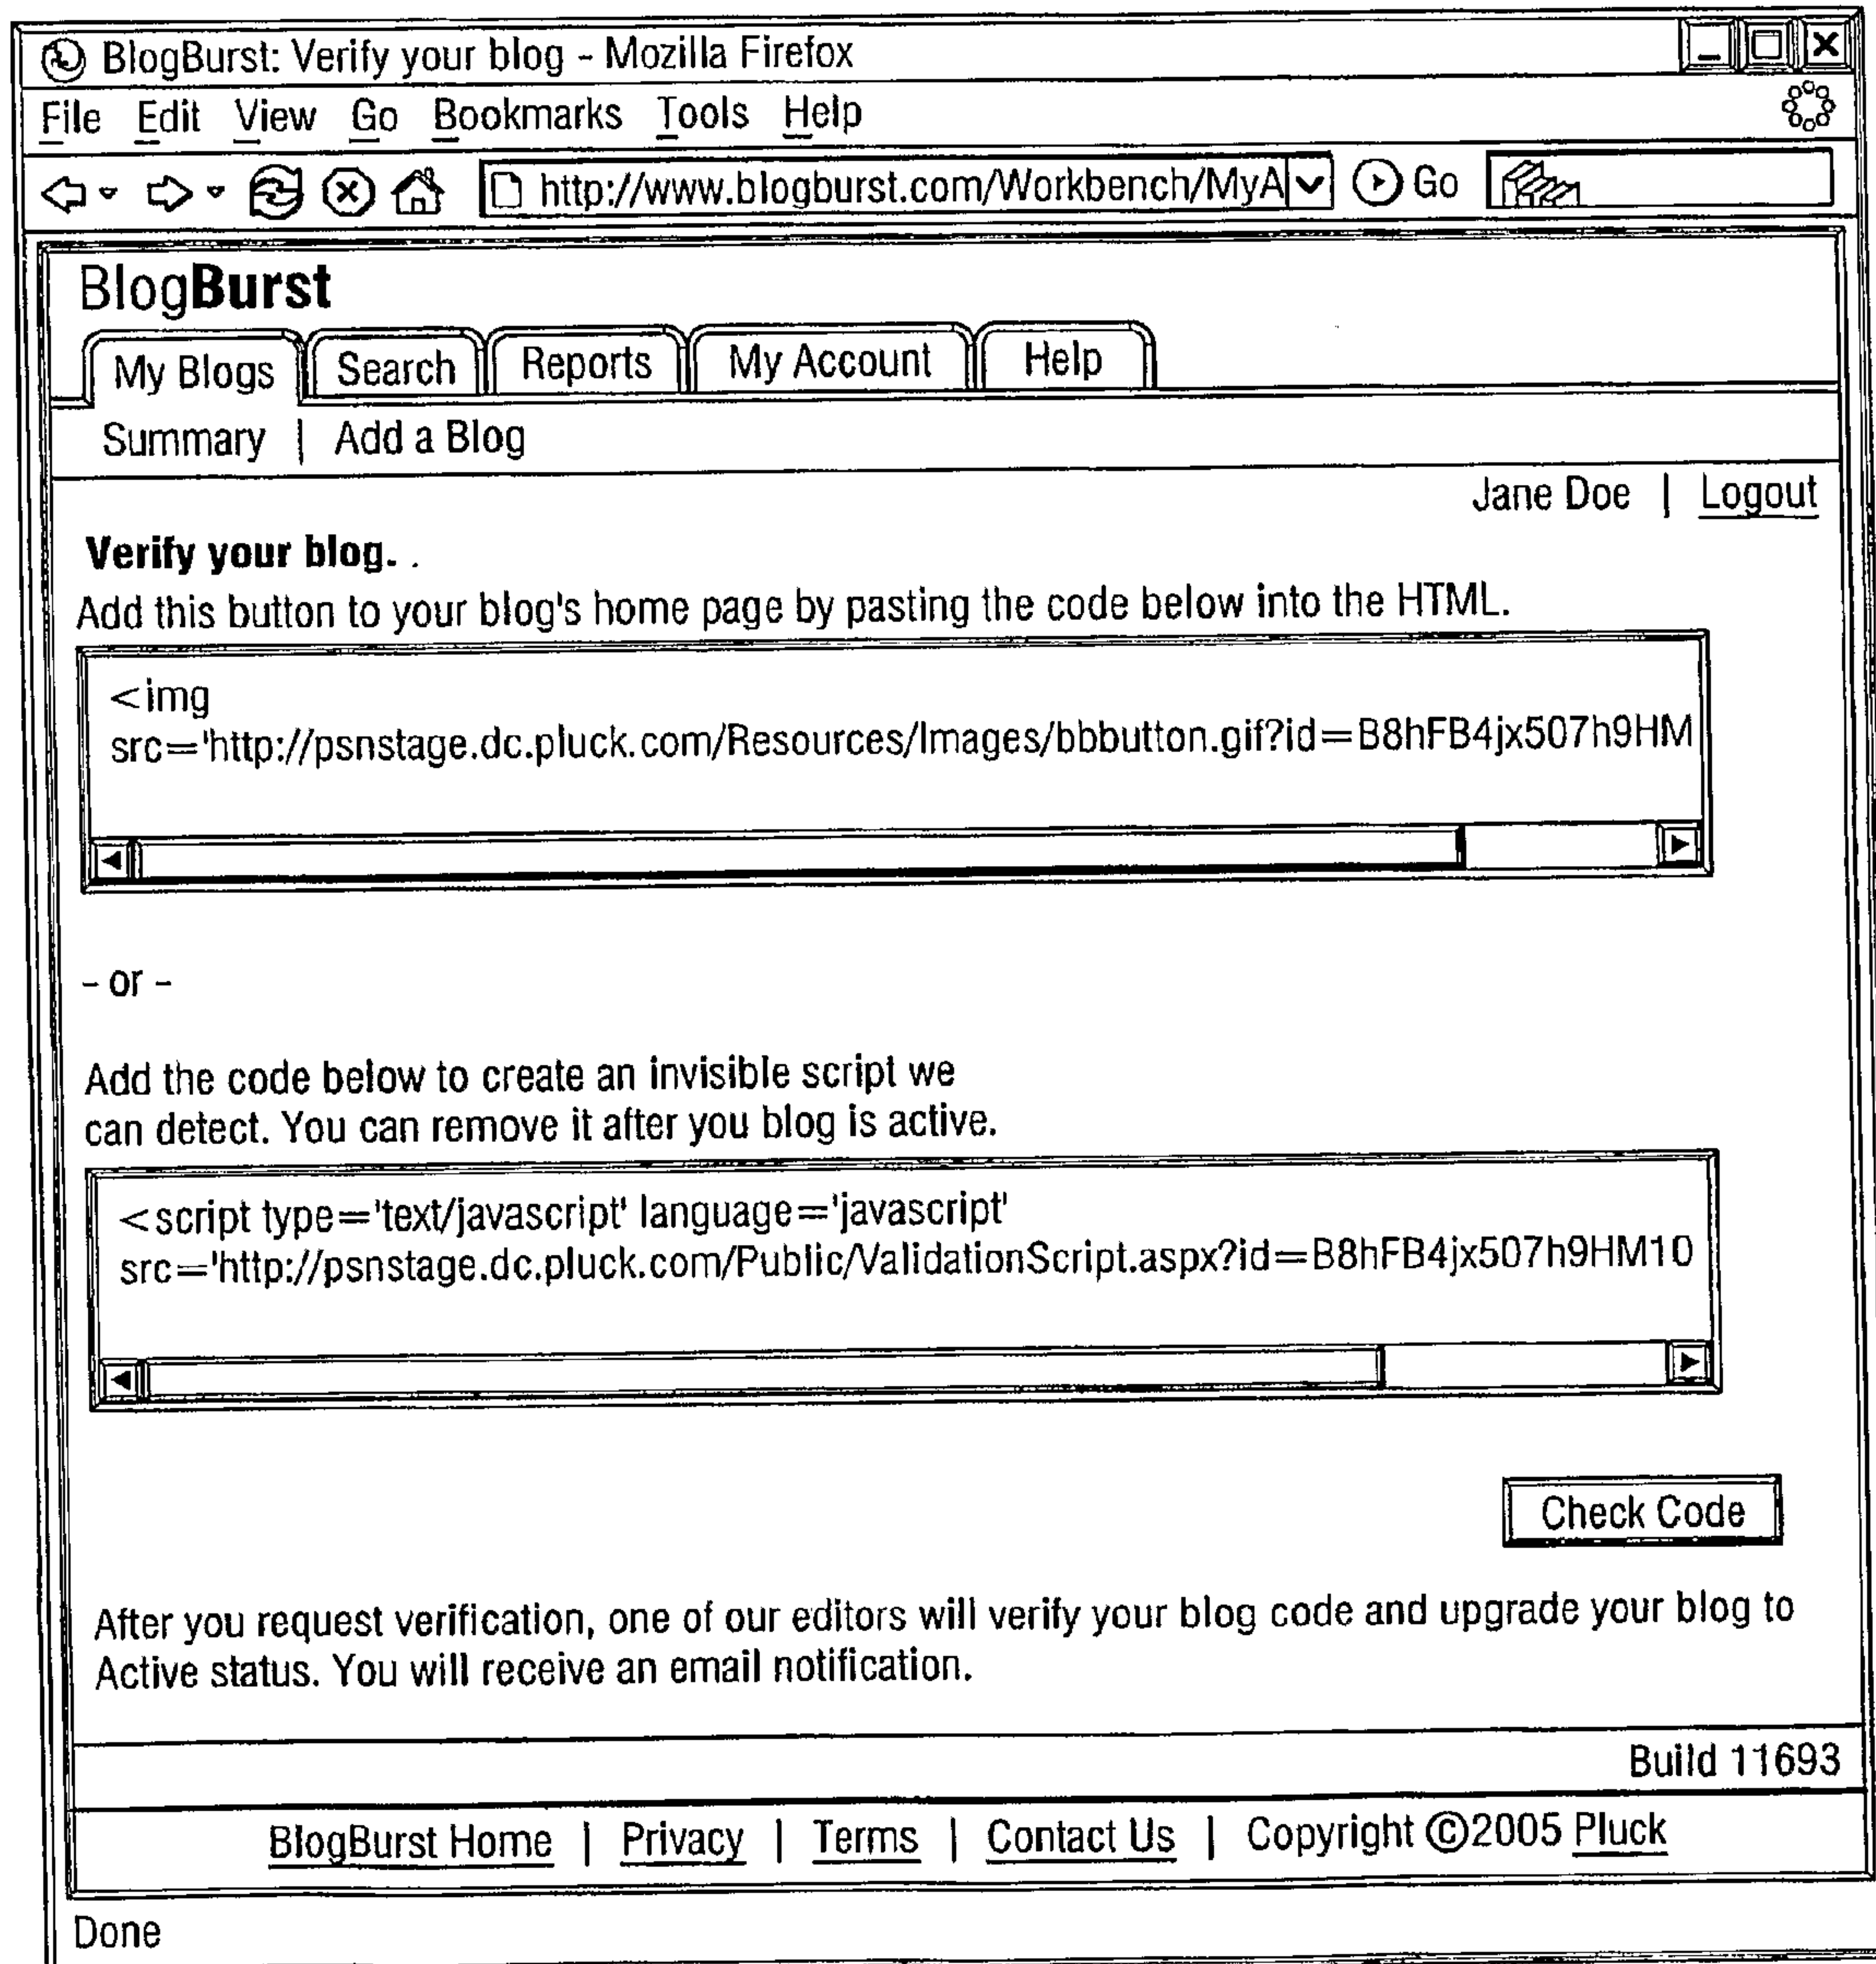 BlogBurst: Verify your blog - Mozilla Firefox
File Edit View Go Bookmarks Tools Help
http://www.blogburst.com/Workbench/MyA Go
BlogBurst
My Blogs Search Reports My Account Help
Summary | Add a Blog
Jane Doe | Logout
Verify your blog. .
Add this button to your blog's home page by pasting the code below into the HTML.
<img
src='http://psnstage.dc.pluck.com/Resources/Images/bbbutton.gif?id=B8hFB4jx507h9HM
- or -
Add the code below to create an invisible script we
can detect. You can remove it after you blog is active.
<script type='text/javascript' language='javascript'
src='http://psnstage.dc.pluck.com/Public/ValidationScript.aspx?id=B8hFB4jx507h9HM10
Check Code
After you request verification, one of our editors will verify your blog code and upgrade your blog to
Active status. You will receive an email notification.
Build 11693
BlogBurst Home | Privacy | Terms | Contact Us | Copyright ©2005 Pluck
Done